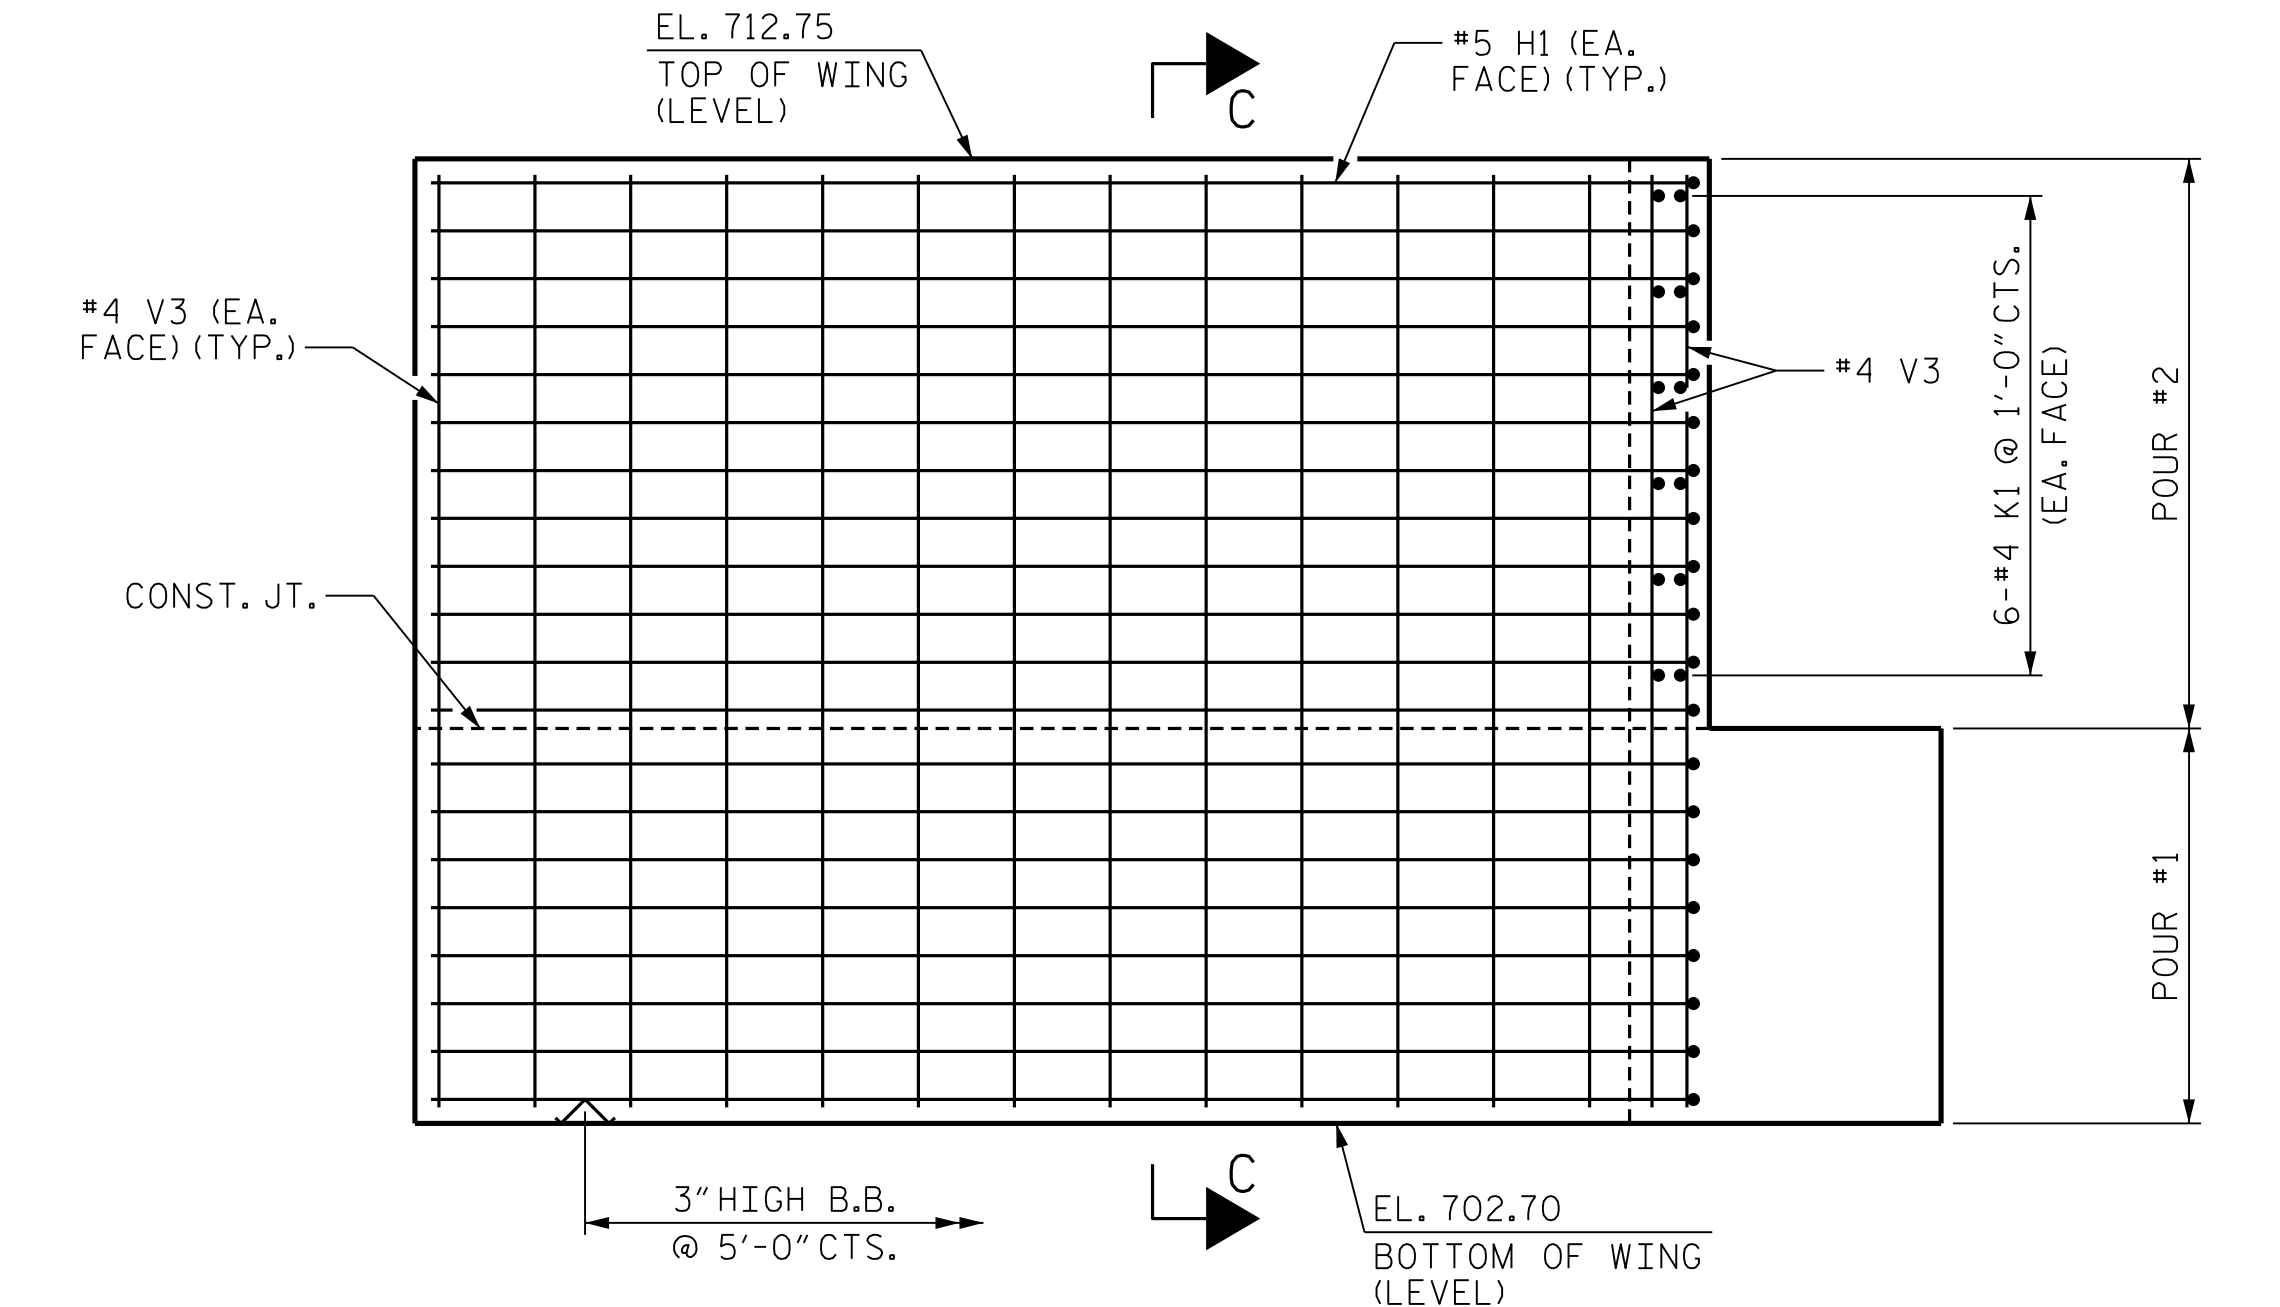 EL. 712.75
TOP OF WING
(LEVEL)
C
#5 H1 (EA.
FACE)(TYP.)
#4 V3 (EA.
FACE)(TYP.)
#4 V3
6-#4 K1 @ 1'-0"CTS.
(EA.FACE)
POUR #2
CONST. JT.
POUR #1
3"HIGH B.B.
@ 5'-0"CTS.
C
EL. 702.70
BOTTOM OF WING
(LEVEL)